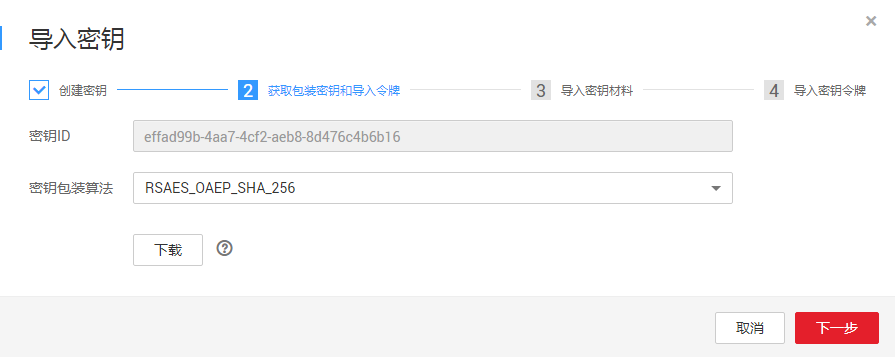 导入密钥
创建密钥 2 获取包装密钥和导入令牌 3 导入密钥材料 4 导入密钥令牌
密钥ID effad99b-4aa7-4cf2-aeb8-8d476c4b6b16
密钥包装算法 RSAES_OAEP_SHA_256
下载 ?
取消 下一步